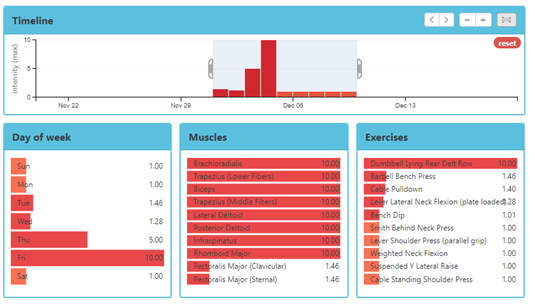 Timeline
reset
intensity (max)
10
5
0
Nov 22
Nov 29
Dec 06
Dec 13
Day of week
Sun 1.00
Mon 1.00
Tue 1.46
Wed 1.28
Thu 5.00
Fri 10.00
Sat 1.00
Muscles
Brachioradialis 10.00
Trapezius (Lower Fibers) 10.00
Biceps 10.00
Trapezius (Middle Fibers) 10.00
Lateral Deltoid 10.00
Posterior Deltoid 10.00
Infraspinatus 10.00
Rhomboid Major 10.00
Pectoralis Major (Clavicular) 1.46
Pectoralis Major (Sternal) 1.46
Exercises
Dumbbell Lying Rear Delt Row 10.00
Barbell Bench Press 1.46
Cable Pulldown 1.40
Lever Lateral Neck Flexion (plate loaded) 1.28
Bench Dip 1.01
Smith Behind Neck Press 1.00
Lever Shoulder Press (parallel grip) 1.00
Weighted Neck Flexion 1.00
Suspended Y Lateral Raise 1.00
Cable Standing Shoulder Press 1.00